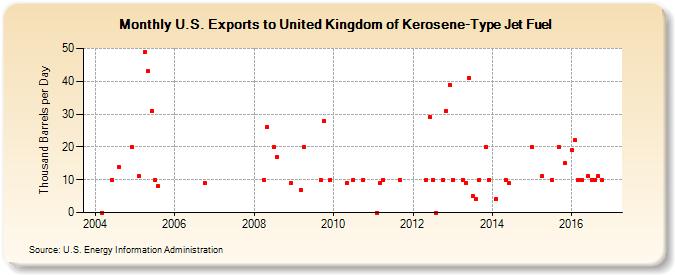 Monthly U.S. Exports to United Kingdom of Kerosene-Type Jet Fuel
Thousand Barrels per Day
50
40
30
20
10
0
2004 2006 2008 2010 2012 2014 2016
Source: U.S. Energy Information Administration